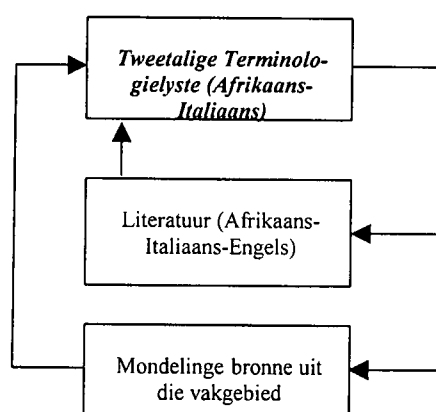 Tweetalige Terminolo-
gielyste (Afrikaans-
Italiaans)
Literatuur (Afrikaans-
Italiaans-Engels)
Mondelinge bronne uit
die vakgebied